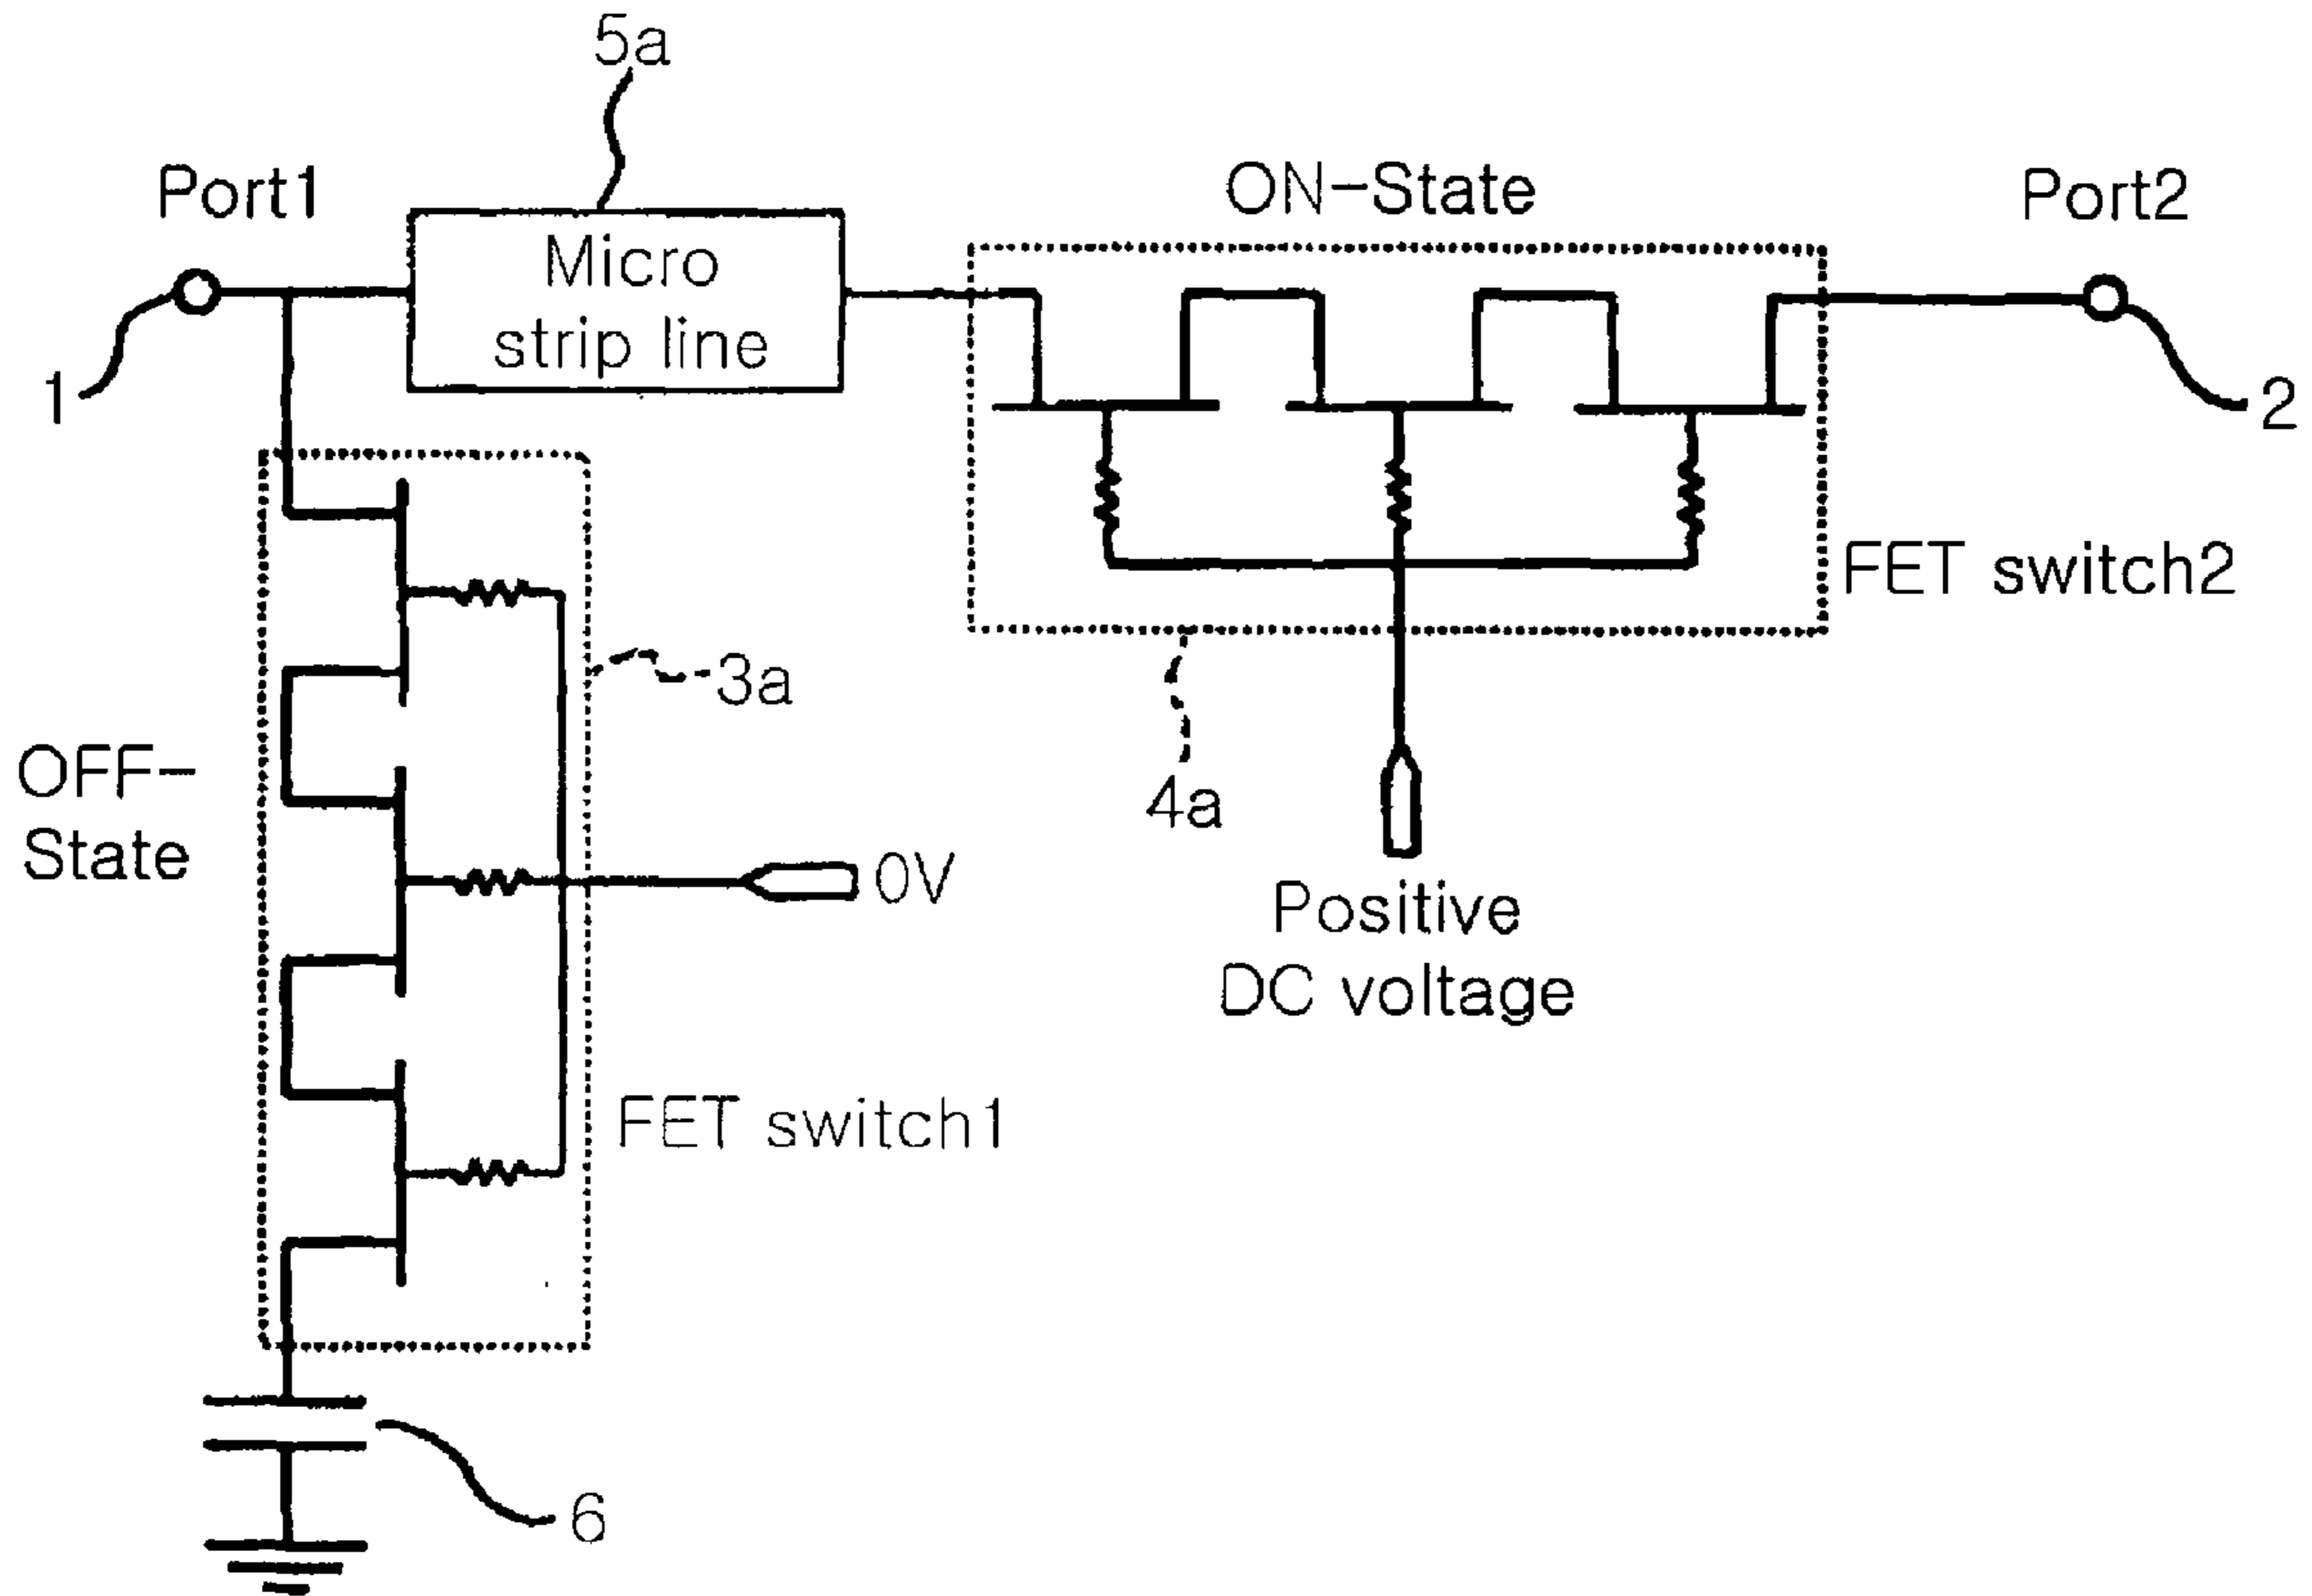 5a
Port1
Micro
strip line
ON-State
Port2
1
2
FET switch2
3a
4a
OFF-
State
0V
Positive
DC voltage
FET switch1
6